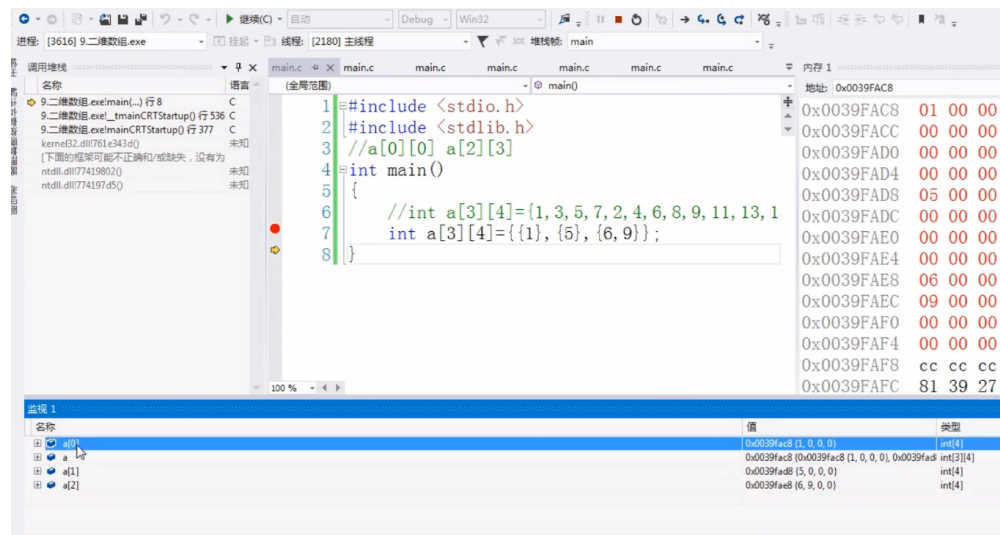 继续(C) 自动 Debug Win32
进程: [3616] 9.二维数组.exe 挂起 线程: [2180] 主线程 堆栈帧: main
调用堆栈
名称 语言
9.二维数组.exe!main(...) 行 8 C
9.二维数组.exe!__tmainCRTStartup() 行 536 C
9.二维数组.exe!mainCRTStartup() 行 377 C
kernel32.dll!761e343d() 未知
[下面的框架可能不正确和/或缺失，没有为
ntdll.dll!77419802() 未知
ntdll.dll!774197d5() 未知
main.c main.c main.c main.c main.c main.c main.c
(全局范围) main()
1 #include <stdio.h>
2 #include <stdlib.h>
3 //a[0][0] a[2][3]
4 int main()
5 {
6 //int a[3][4]={1,3,5,7,2,4,6,8,9,11,13,1
7 int a[3][4]={{1},{5},{6,9}};
8 }
100 %
内存 1
地址: 0x0039FAC8
0x0039FAC8 01 00 00
0x0039FACC 00 00 00
0x0039FAD0 00 00 00
0x0039FAD4 00 00 00
0x0039FAD8 05 00 00
0x0039FADC 00 00 00
0x0039FAE0 00 00 00
0x0039FAE4 00 00 00
0x0039FAE8 06 00 00
0x0039FAEC 09 00 00
0x0039FAF0 00 00 00
0x0039FAF4 00 00 00
0x0039FAF8 cc cc cc
0x0039FAFC 81 39 27
监视 1
名称 值 类型
a[0] 0x0039fac8 {1, 0, 0, 0} int[4]
a 0x0039fac8 {0x0039fac8 {1, 0, 0, 0}, 0x0039fad8 int[3][4]
a[1] 0x0039fad8 {5, 0, 0, 0} int[4]
a[2] 0x0039fae8 {6, 9, 0, 0} int[4]